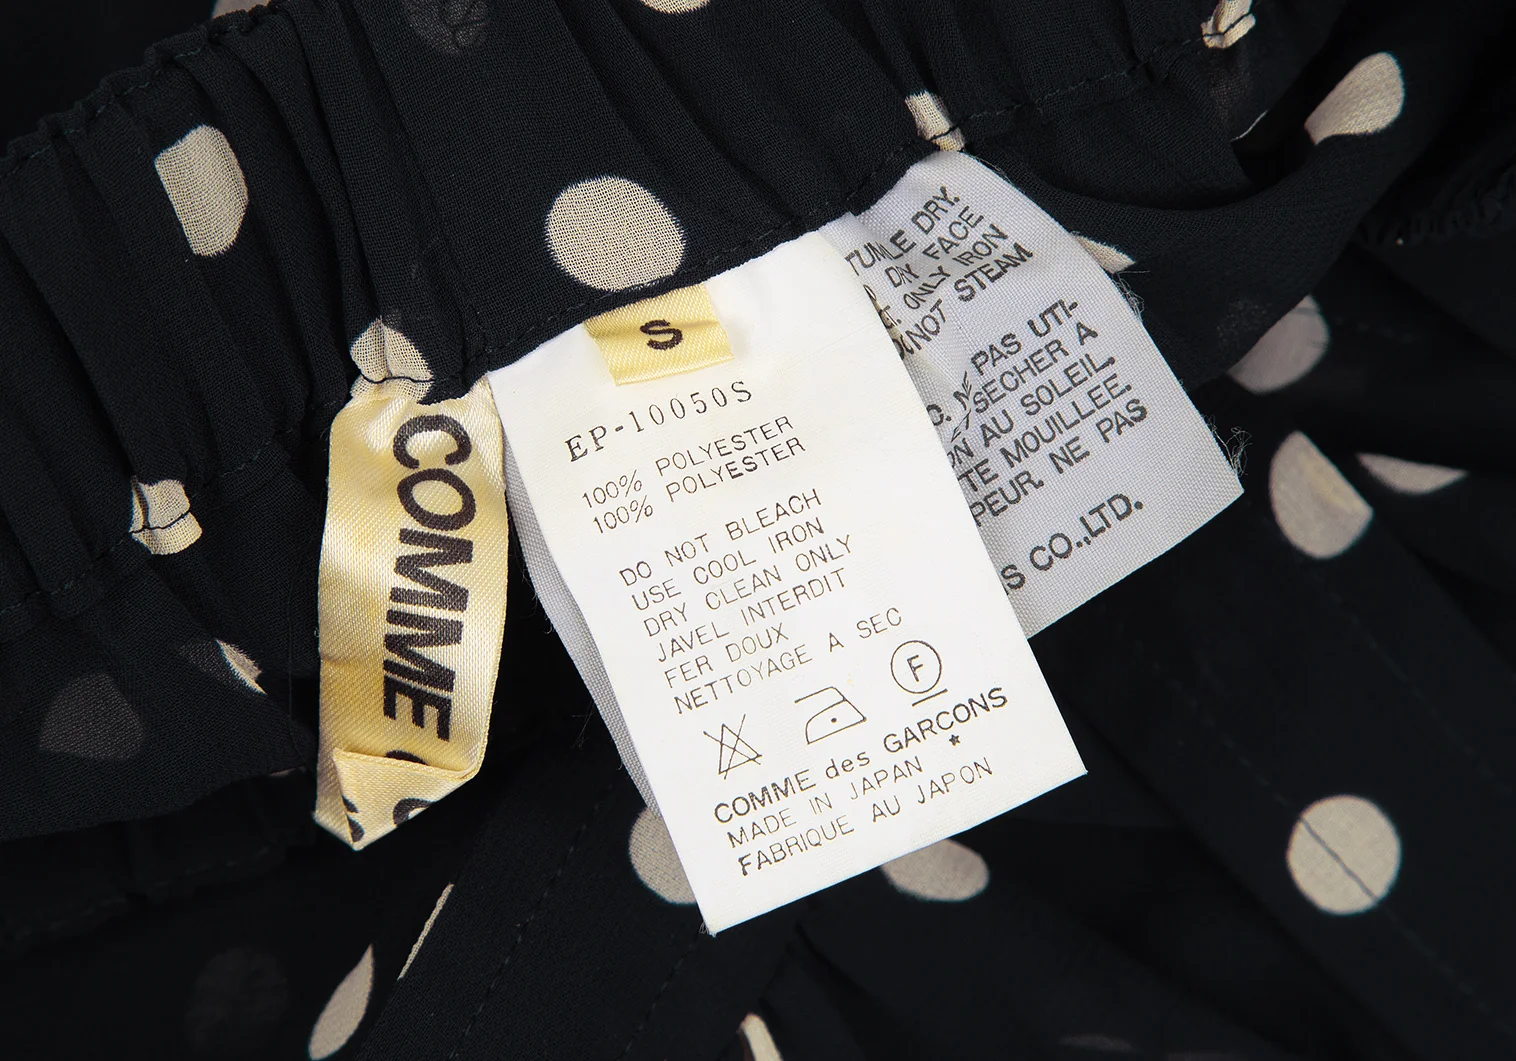 COMME
S
EP-10050S
100% POLYESTER
100% POLYESTER
DO NOT BLEACH
USE COOL IRON
DRY CLEAN ONLY
JAVEL INTERDIT
FER DOUX
NETTOYAGE A SEC
F
COMME des GARCONS
MADE IN JAPAN
FABRIQUE AU JAPON
DRY.
DRY FACE
ONLY IRON
NOT STEAM
PAS UTI-
SECHER A
AU SOLEIL.
TE MOUILLEE.
PEUR. NE PAS
S CO.,LTD.